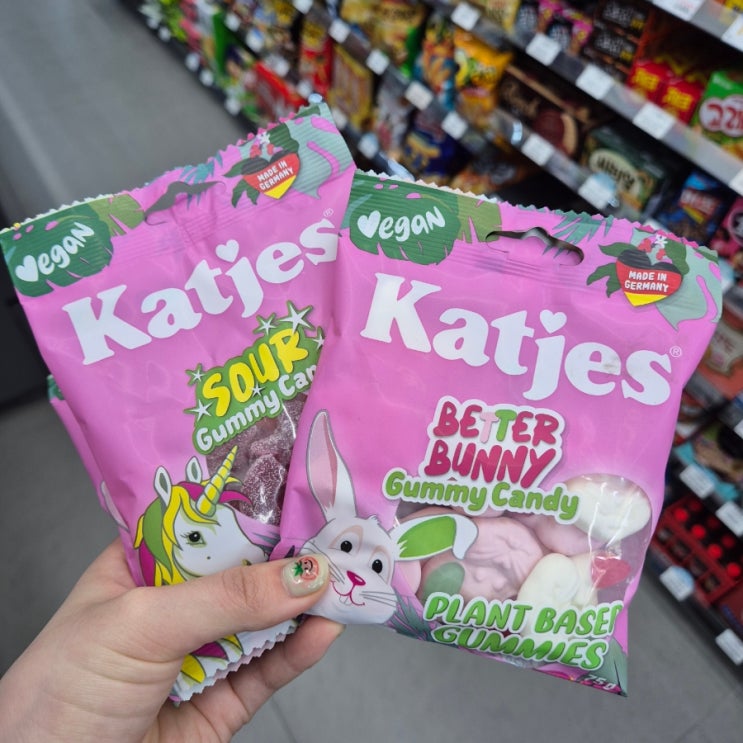 vegan
MADE IN
GERMANY
Katjes®
SOUR
Gummy Can
vegan
MADE IN
GERMANY
Katjes®
BETTER
BUNNY
Gummy Candy
PLANT BASED
GUMMIES
75g